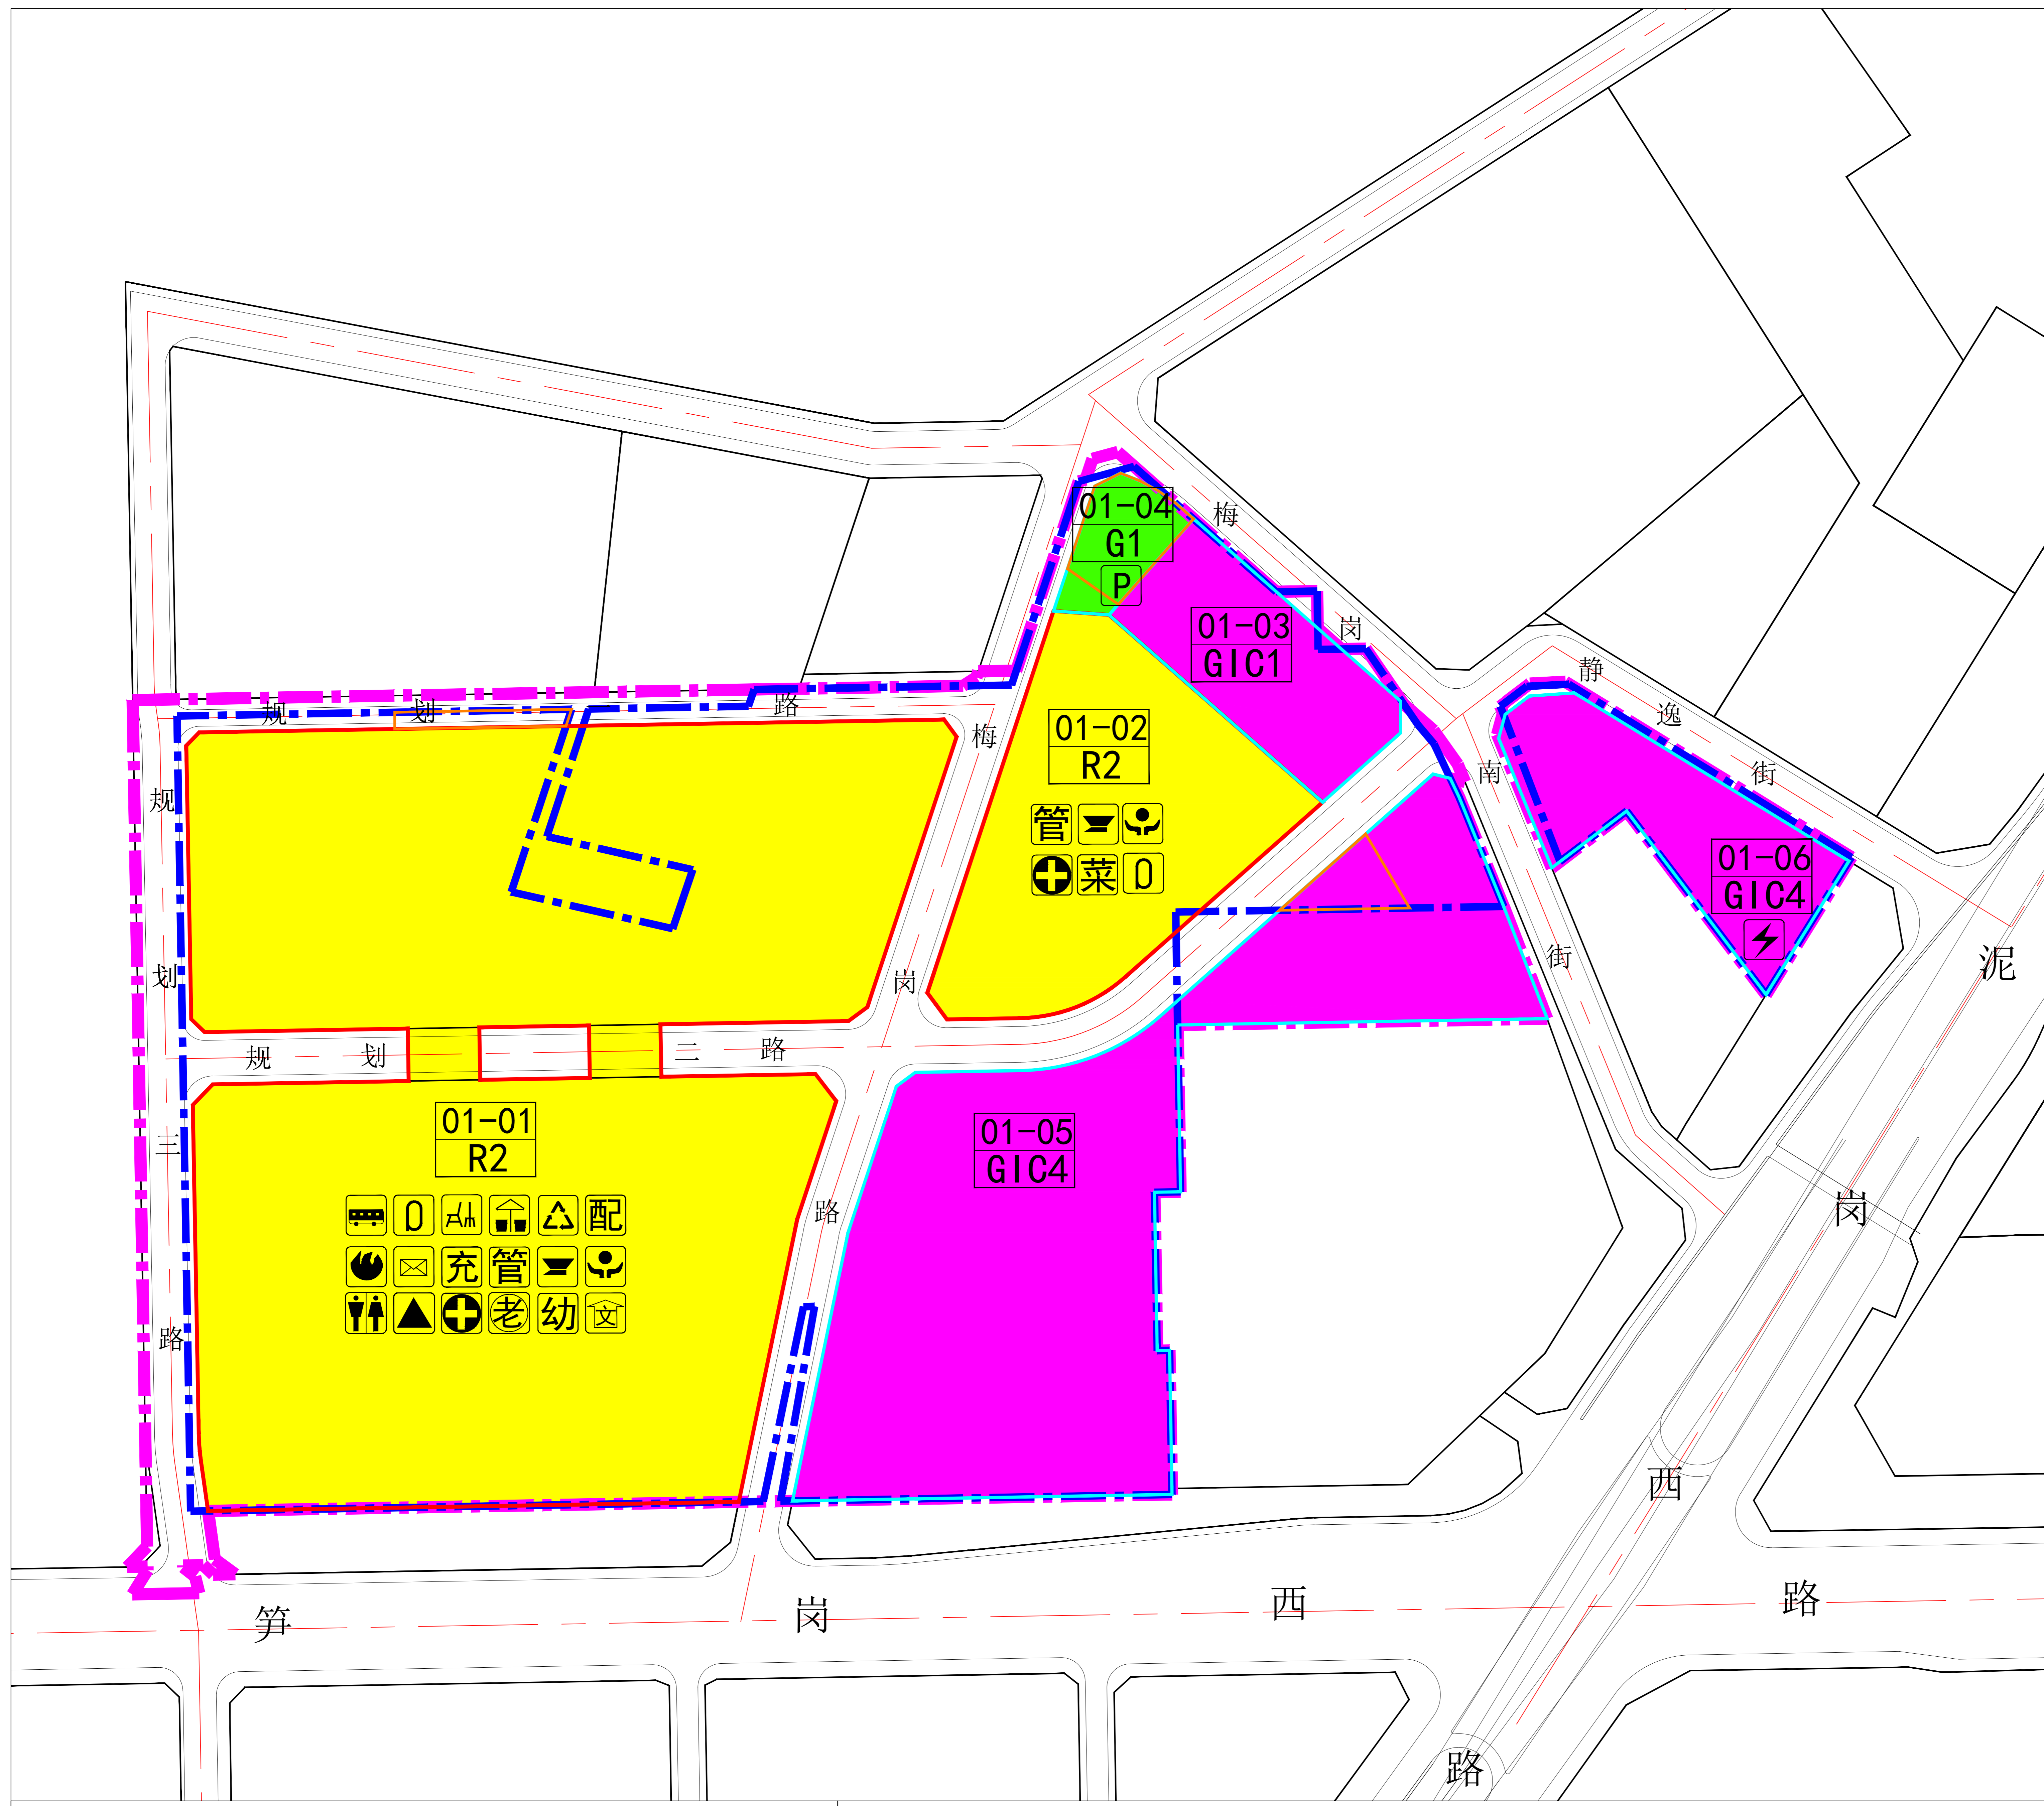 01-04
G1
P
梅岗南街
01-03
GIC1
静逸街
规划一路
梅岗路
01-02
R2
管
菜
01-06
GIC4
规划三路
规划二路
泥岗西路
01-01
R2
01-05
GIC4
配
充 管
老 幼 文
笋岗西路